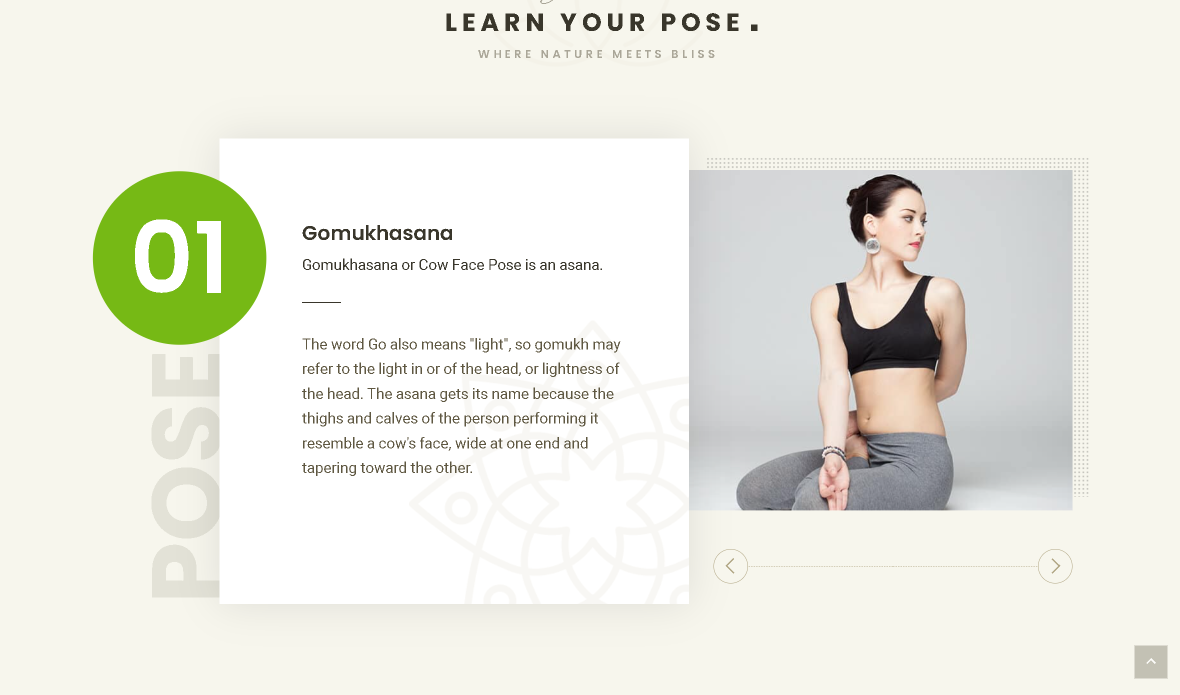 LEARN YOUR POSE.
WHERE NATURE MEETS BLISS
01
POSE
Gomukhasana
Gomukhasana or Cow Face Pose is an asana.
The word Go also means "light", so gomukh may
refer to the light in or of the head, or lightness of
the head. The asana gets its name because the
thighs and calves of the person performing it
resemble a cow's face, wide at one end and
tapering toward the other.